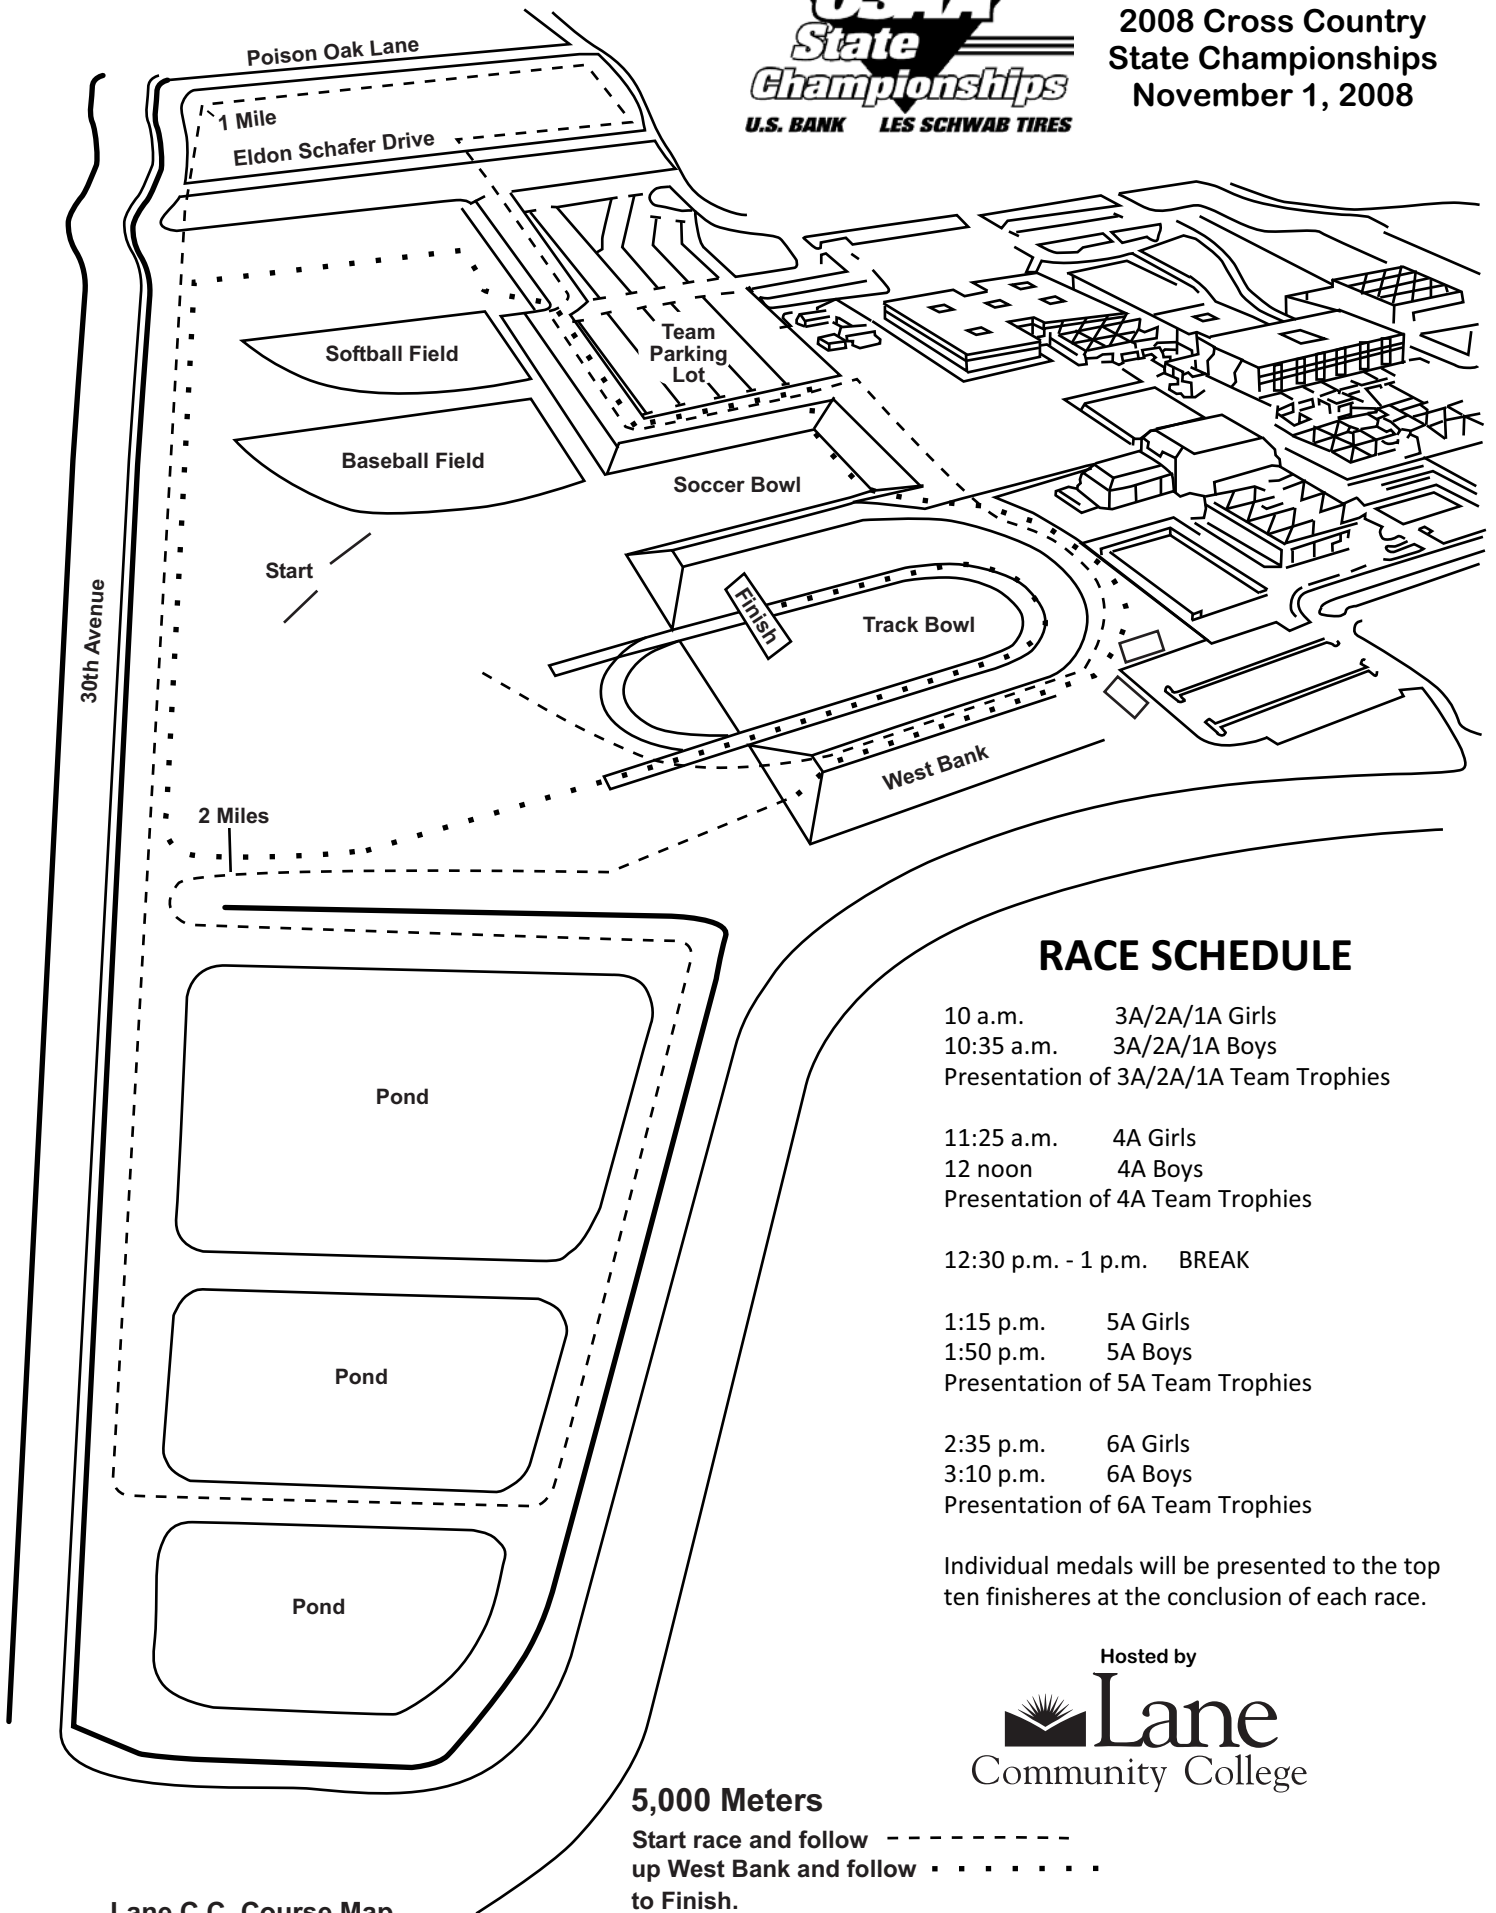 OSAA
State
Championships
U.S. BANK LES SCHWAB TIRES
2008 Cross Country
State Championships
November 1, 2008
Poison Oak Lane
1 Mile
Eldon Schafer Drive
Softball Field
Team
Parking
Lot
Baseball Field
Soccer Bowl
Start
30th Avenue
Finish
Track Bowl
West Bank
2 Miles
Pond
Pond
Pond
RACE SCHEDULE
10 a.m. 3A/2A/1A Girls
10:35 a.m. 3A/2A/1A Boys
Presentation of 3A/2A/1A Team Trophies
11:25 a.m. 4A Girls
12 noon 4A Boys
Presentation of 4A Team Trophies
12:30 p.m. - 1 p.m. BREAK
1:15 p.m. 5A Girls
1:50 p.m. 5A Boys
Presentation of 5A Team Trophies
2:35 p.m. 6A Girls
3:10 p.m. 6A Boys
Presentation of 6A Team Trophies
Individual medals will be presented to the top
ten finisheres at the conclusion of each race.
Hosted by
Lane
Community College
5,000 Meters
Start race and follow
up West Bank and follow
to Finish.
Lane C.C. Course Map